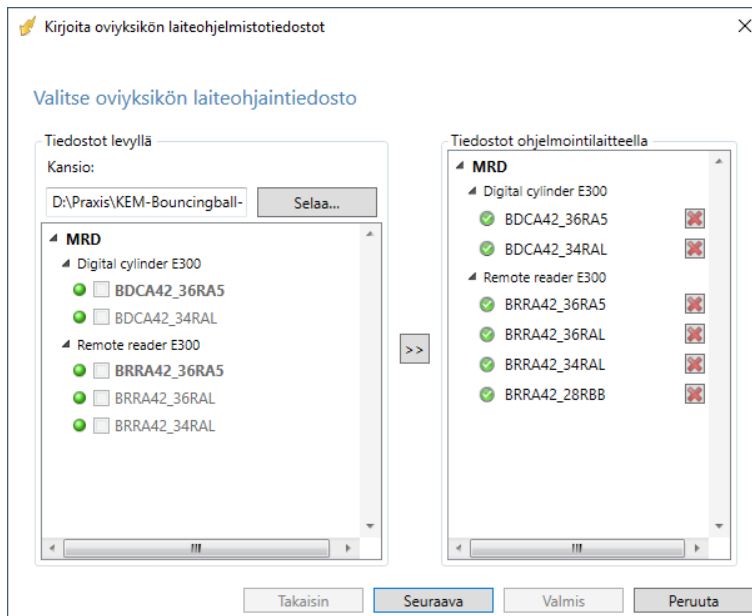 Kirjoita oviyksikön laiteohjelmistotiedostot
Valitse oviyksikön laiteohjaintiedosto
Tiedostot levyllä
Kansio:
D:\Praxis\KEM-Bouncingball-
Selaa...
MRD
Digital cylinder E300
BDCA42_36RA5
BDCA42_34RAL
Remote reader E300
BRRA42_36RA5
BRRA42_36RAL
BRRA42_34RAL
>>
Tiedostot ohjelmointilaitteella
MRD
Digital cylinder E300
BDCA42_36RA5
BDCA42_34RAL
Remote reader E300
BRRA42_36RA5
BRRA42_36RAL
BRRA42_34RAL
BRRA42_28RBB
Takaisin
Seuraava
Valmis
Peruuta